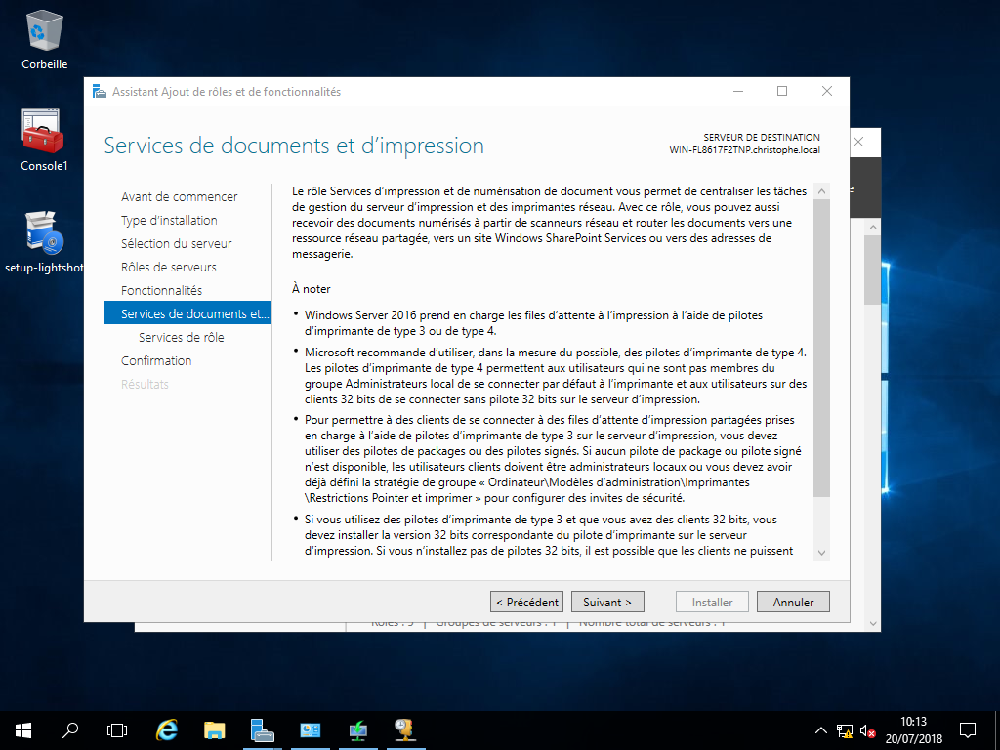 Corbeille
Console1
setup-lightshot
Assistant Ajout de rôles et de fonctionnalités
Services de documents et d’impression
SERVEUR DE DESTINATION
WIN-FL8617F2TNP.christophe.local
Avant de commencer
Type d’installation
Sélection du serveur
Rôles de serveurs
Fonctionnalités
Services de documents et...
Services de rôle
Confirmation
Résultats
Le rôle Services d’impression et de numérisation de document vous permet de centraliser les tâches
de gestion du serveur d’impression et des imprimantes réseau. Avec ce rôle, vous pouvez aussi
recevoir des documents numérisés à partir de scanneurs réseau et router les documents vers une
ressource réseau partagée, vers un site Windows SharePoint Services ou vers des adresses de
messagerie.
À noter
• Windows Server 2016 prend en charge les files d’attente à l’impression à l’aide de pilotes
d’imprimante de type 3 ou de type 4.
• Microsoft recommande d’utiliser, dans la mesure du possible, des pilotes d’imprimante de type 4.
Les pilotes d’imprimante de type 4 permettent aux utilisateurs qui ne sont pas membres du
groupe Administrateurs local de se connecter par défaut à l’imprimante et aux utilisateurs sur des
clients 32 bits de se connecter sans pilote 32 bits sur le serveur d’impression.
• Pour permettre à des clients de se connecter à des files d’attente d’impression partagées prises
en charge à l’aide de pilotes d’imprimante de type 3 sur le serveur d’impression, vous devez
utiliser des pilotes de packages ou des pilotes signés. Si aucun pilote de package ou pilote signé
n’est disponible, les utilisateurs clients doivent être administrateurs locaux ou vous devez avoir
déjà défini la stratégie de groupe « Ordinateur\Modèles d’administration\Imprimantes
\Restrictions Pointer et imprimer » pour configurer des invites de sécurité.
• Si vous utilisez des pilotes d’imprimante de type 3 et que vous avez des clients 32 bits, vous
devez installer la version 32 bits correspondante du pilote d’imprimante sur le serveur
d’impression. Si vous n’installez pas de pilotes 32 bits, il est possible que les clients ne puissent
< Précédent
Suivant >
Installer
Annuler
Rôles : 5 | Groupes de serveurs : 1 | Nombre total de serveurs : 1
10:13
20/07/2018